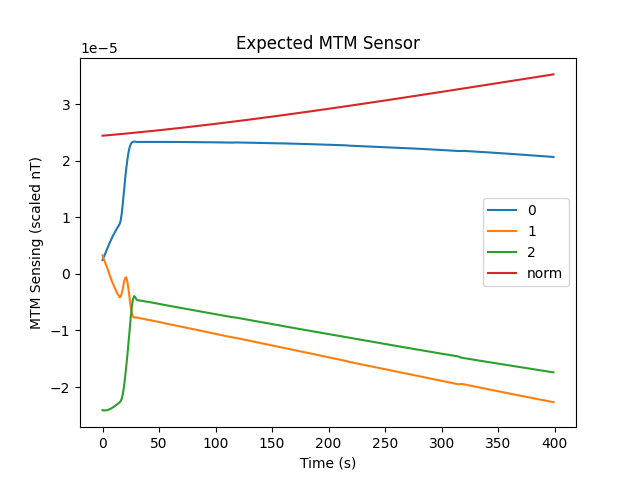 Expected MTM Sensor
1e−5
3
2
1
0
−1
−2
MTM Sensing (scaled nT)
0
1
2
norm
0 50 100 150 200 250 300 350 400
Time (s)